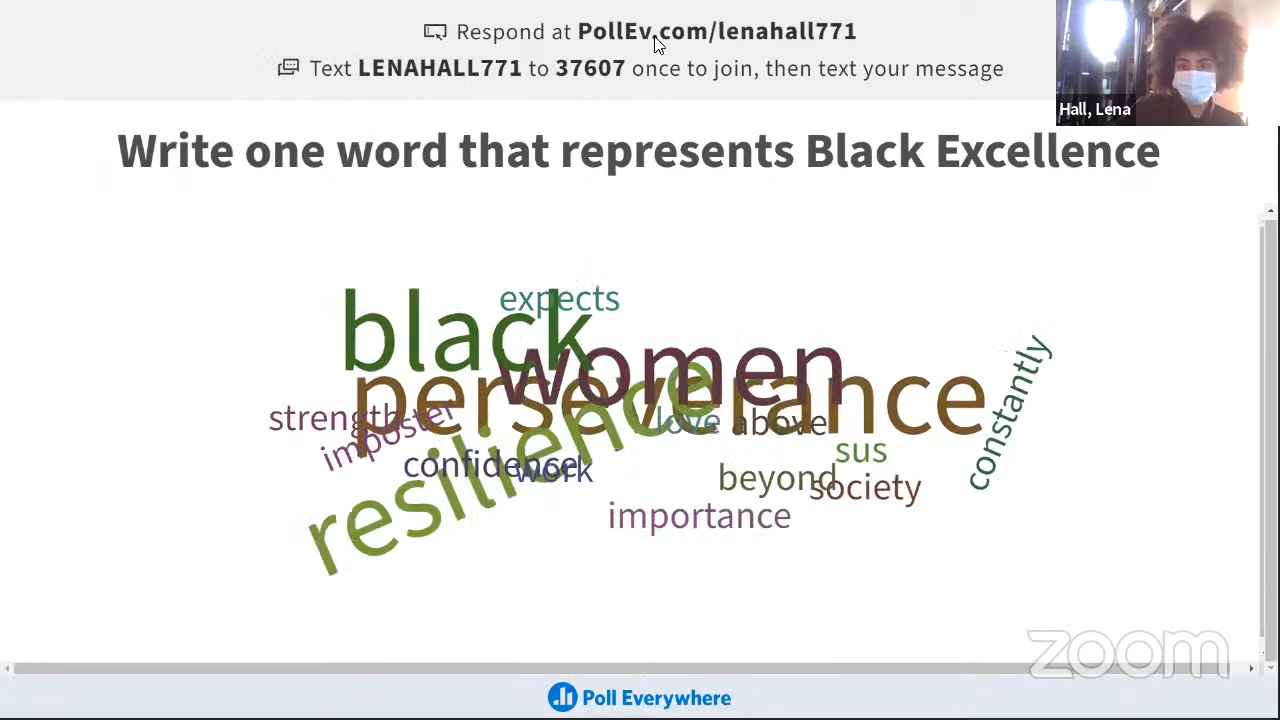 Respond at PollEv.com/lenahall771
Text LENAHALL771 to 37607 once to join, then text your message
Hall, Lena
Write one word that represents Black Excellence
expects
black
women
perseverance
constantly
strength
imposter
love
above
resilience
sus
confidence
work
beyond
society
importance
zoom
Poll Everywhere